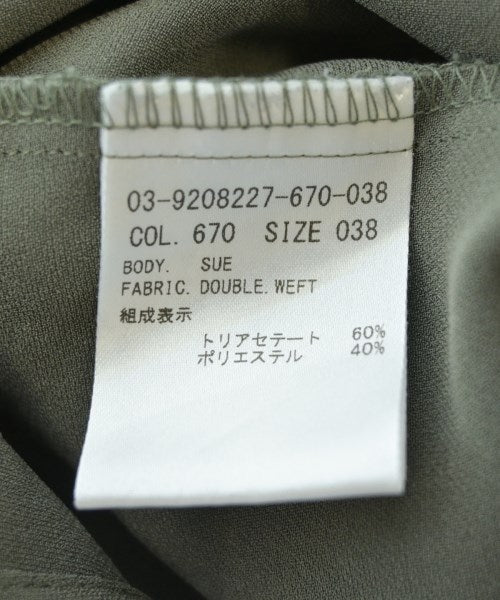 03-9208227-670-038
COL. 670 SIZE 038
BODY. SUE
FABRIC. DOUBLE. WEFT
組成表示
トリアセテート 60%
ポリエステル 40%